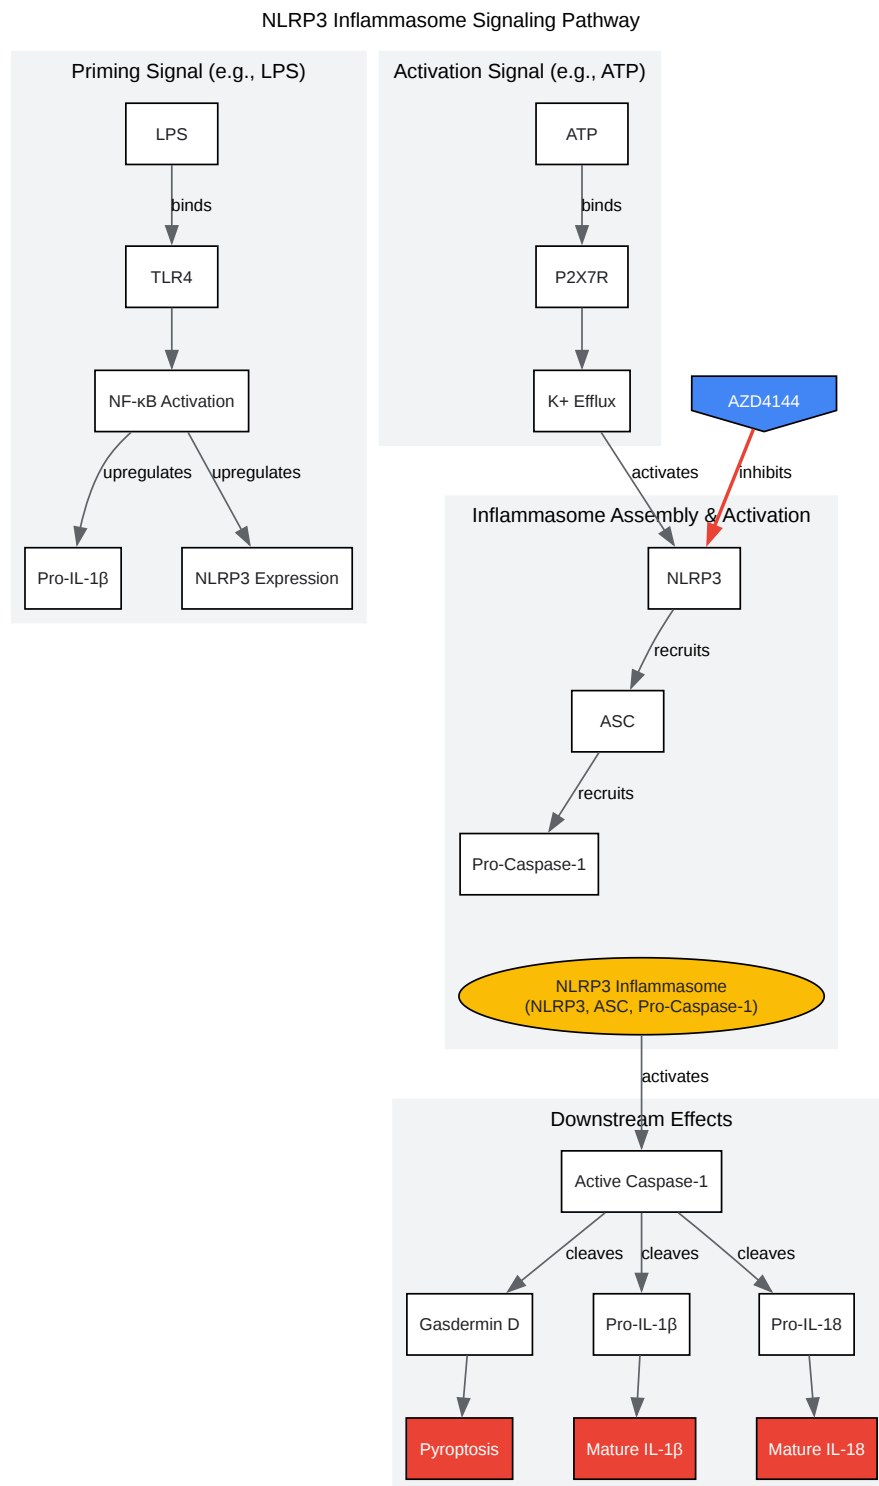 NLRP3 Inflammasome Signaling Pathway
Priming Signal (e.g., LPS)
LPS
binds
TLR4
NF-κB Activation
upregulates
upregulates
Pro-IL-1β
NLRP3 Expression
Activation Signal (e.g., ATP)
ATP
binds
P2X7R
K+ Efflux
AZD4144
activates
inhibits
Inflammasome Assembly & Activation
NLRP3
recruits
ASC
recruits
Pro-Caspase-1
NLRP3 Inflammasome
(NLRP3, ASC, Pro-Caspase-1)
activates
Downstream Effects
Active Caspase-1
cleaves
cleaves
cleaves
Gasdermin D
Pro-IL-1β
Pro-IL-18
Pyroptosis
Mature IL-1β
Mature IL-18